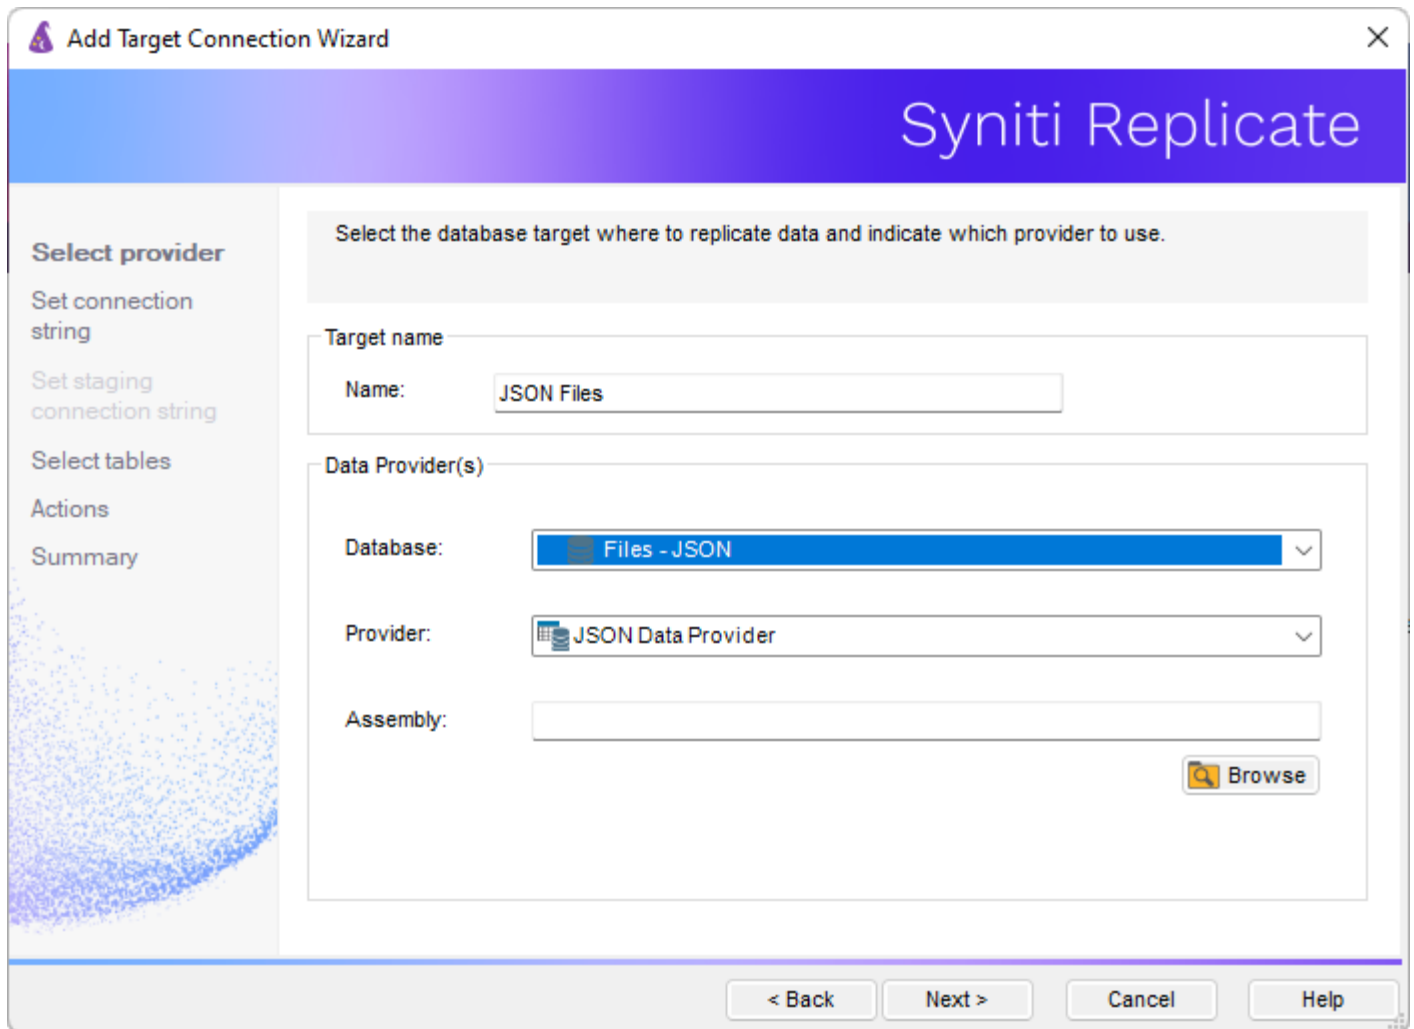 Add Target Connection Wizard
Syniti Replicate
Select provider
Set connection
string
Set staging
connection string
Select tables
Actions
Summary
Select the database target where to replicate data and indicate which provider to use.
Target name
Name:
JSON Files
Data Provider(s)
Database:
Files - JSON
Provider:
JSON Data Provider
Assembly:
Browse
< Back
Next >
Cancel
Help